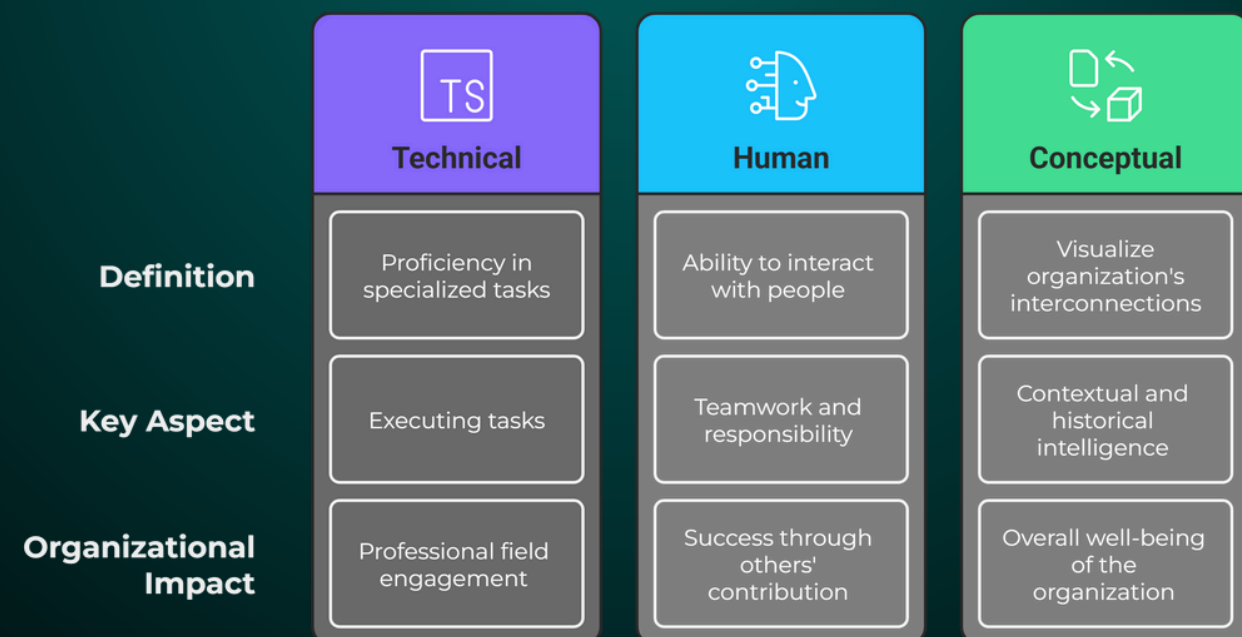 TS
Technical
Human
Conceptual
Definition
Proficiency in
specialized tasks
Ability to interact
with people
Visualize
organization's
interconnections
Key Aspect
Executing tasks
Teamwork and
responsibility
Contextual and
historical
intelligence
Organizational
Impact
Professional field
engagement
Success through
others'
contribution
Overall well-being
of the
organization